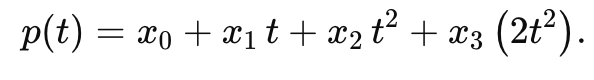 p(t) = x₀ + x₁ t + x₂ t² + x₃ (2t²).